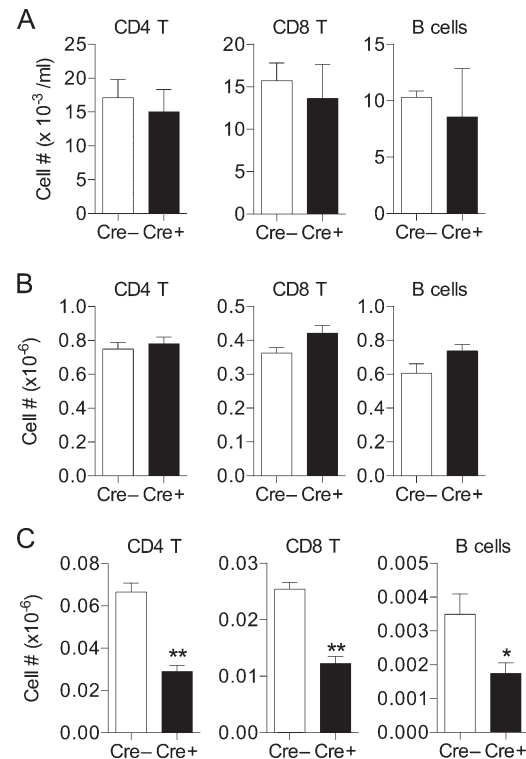 A
CD4 T
CD8 T
B cells
Cell # (x 10-3 /ml)
25
20
15
10
5
0
20
15
10
5
0
15
10
5
0
Cre– Cre+
Cre– Cre+
Cre– Cre+
B
CD4 T
CD8 T
B cells
Cell # (x10-6)
1.0
0.8
0.6
0.4
0.2
0.0
0.5
0.4
0.3
0.2
0.1
0.0
1.0
0.8
0.6
0.4
0.2
0.0
Cre– Cre+
Cre– Cre+
Cre– Cre+
C
CD4 T
CD8 T
B cells
Cell # (x10-6)
0.08
0.06
0.04
0.02
0.00
**
0.03
0.02
0.01
0.00
**
0.005
0.004
0.003
0.002
0.001
0.000
*
Cre– Cre+
Cre– Cre+
Cre– Cre+